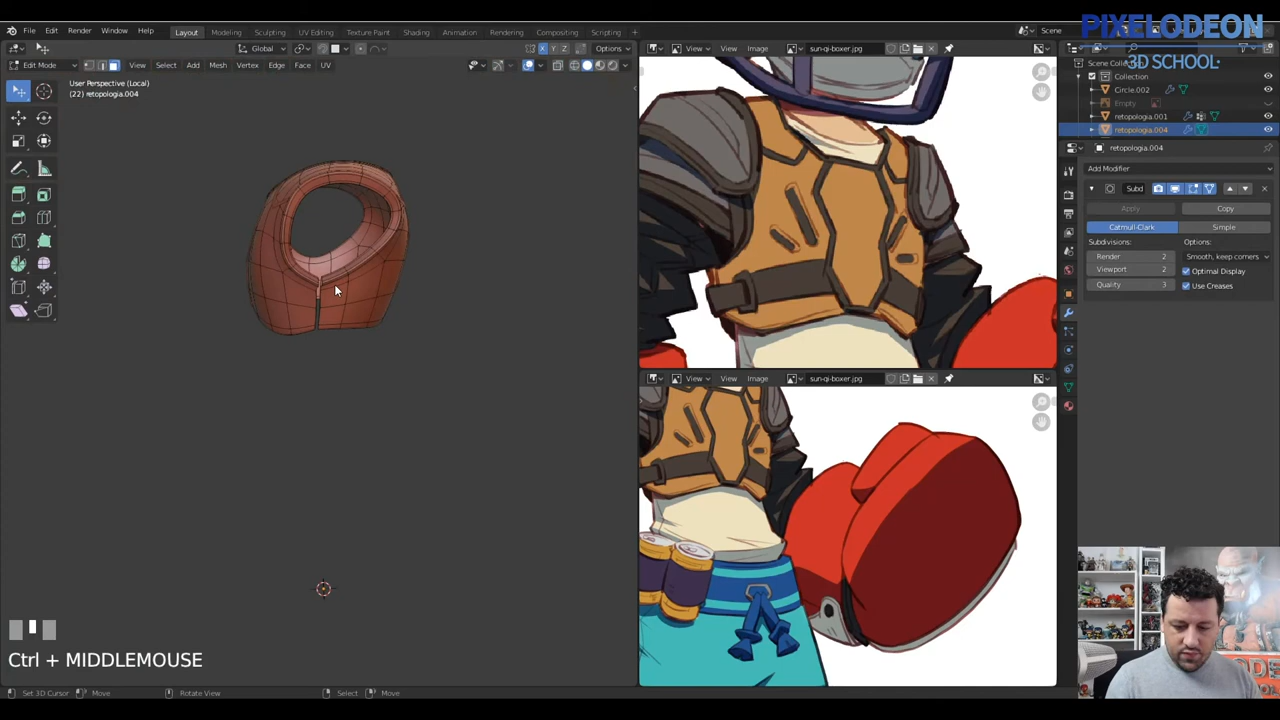 PIXELODEON
3D SCHOOL
File Edit Render Window Help Layout Modeling Sculpting UV Editing Texture Paint Shading Animation Rendering Compositing Scripting + Scene
Global Options View Image sun-qi-boxer.jpg
Edit Mode View Select Add Mesh Vertex Edge Face UV
User Perspective (Local)
(22) retopologia.004
Scene Collection
Collection
Circle.002
Empty
retopologia.001
retopologia.004
retopologia.004
Add Modifier
Subd
Apply Copy
Catmull-Clark Simple
Subdivisions: Options:
Render 2 Smooth, keep corners
Viewport 2 Optimal Display
Quality 3 Use Creases
View View Image sun-qi-boxer.jpg
Ctrl + MIDDLEMOUSE
Set 3D Cursor Move Rotate View Select Move